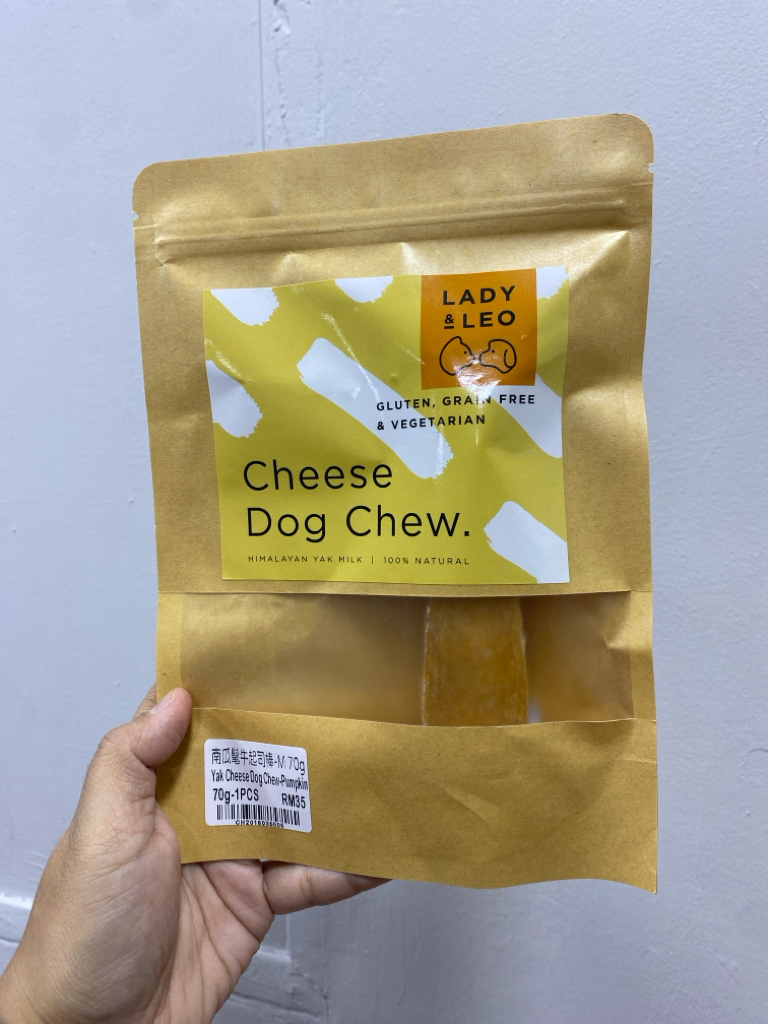 LADY
& LEO
GLUTEN, GRAIN FREE
& VEGETARIAN
Cheese
Dog Chew.
HIMALAYAN YAK MILK | 100% NATURAL
南瓜氂牛起司棒-M 70g
Yak Cheese Dog Chew-Pumpkin
70g-1PCS RM35